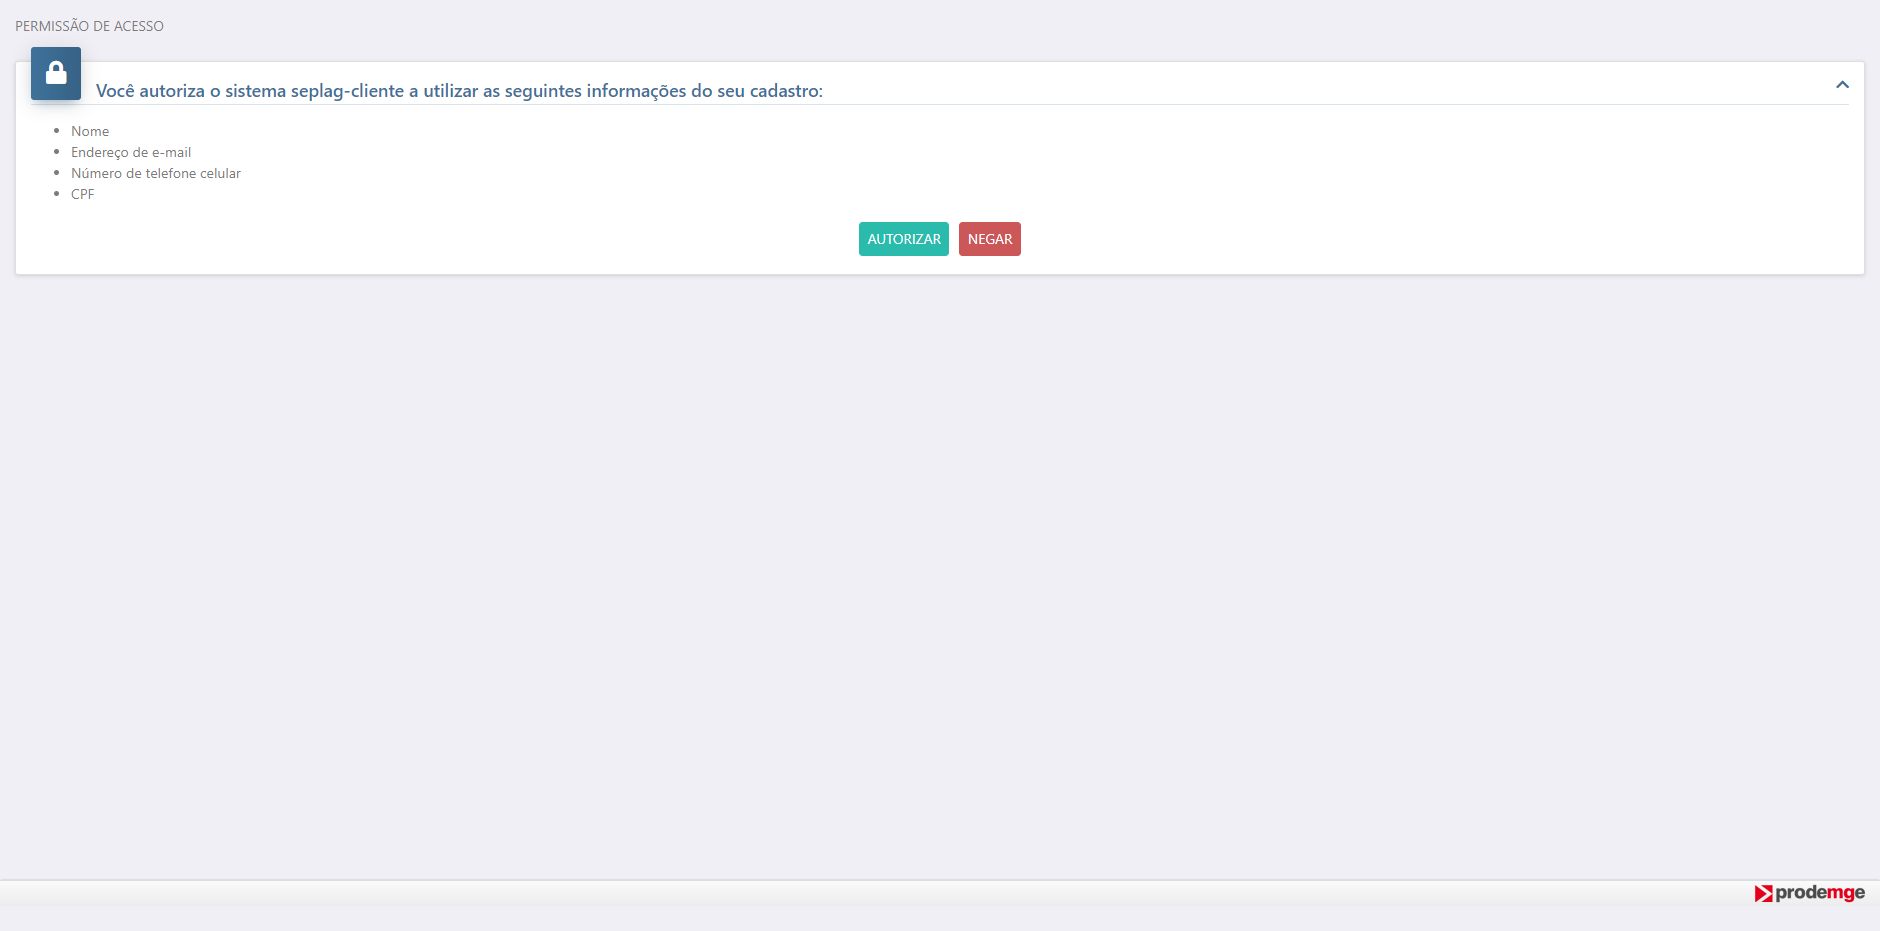 PERMISSÃO DE ACESSO
Você autoriza o sistema seplag-cliente a utilizar as seguintes informações do seu cadastro:
Nome
Endereço de e-mail
Número de telefone celular
CPF
AUTORIZAR NEGAR
prodemge